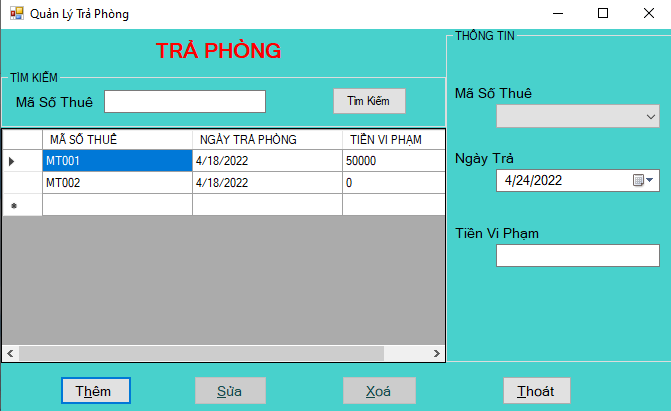 Quản Lý Trả Phòng
TRẢ PHÒNG
TÌM KIẾM
Mã Số Thuê
Tìm Kiếm
MÃ SỐ THUÊ NGÀY TRẢ PHÒNG TIỀN VI PHẠM
MT001 4/18/2022 50000
MT002 4/18/2022 0
THÔNG TIN
Mã Số Thuê
Ngày Trả
4/24/2022
Tiền Vi Phạm
Thêm Sửa Xoá Thoát